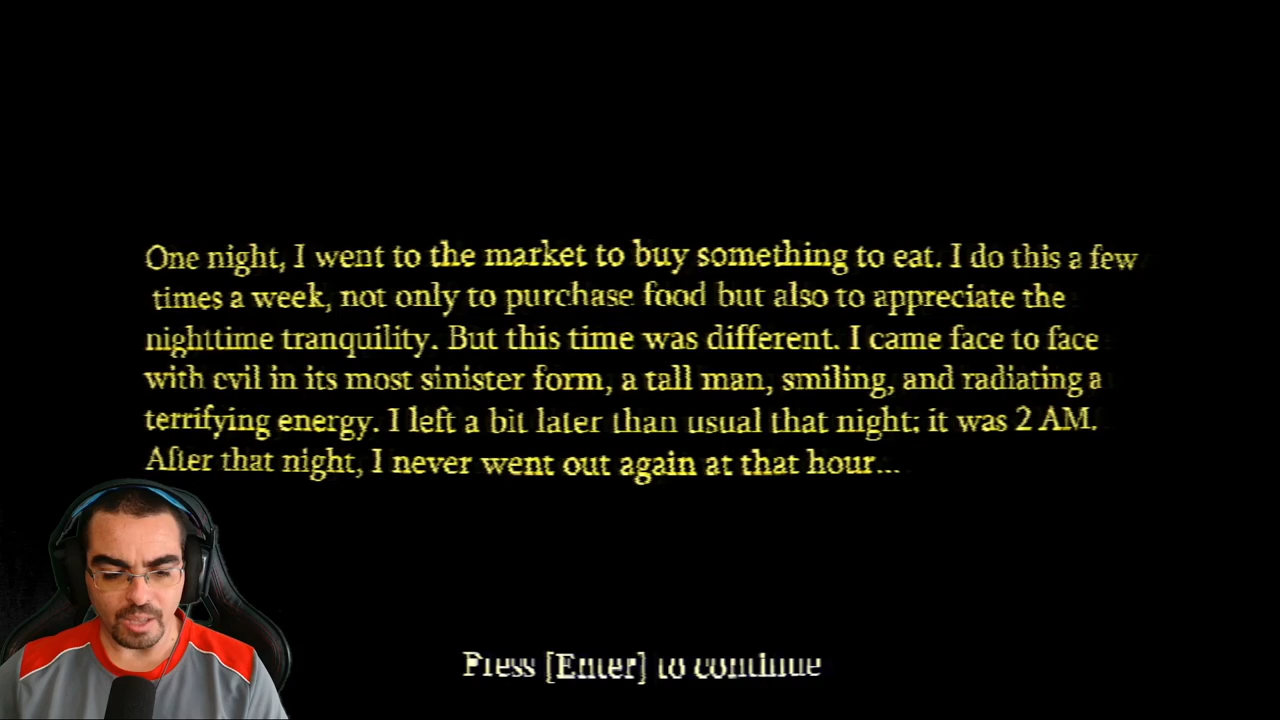 One night, I went to the market to buy something to eat. I do this a few
times a week, not only to purchase food but also to appreciate the
nighttime tranquility. But this time was different. I came face to face
with evil in its most sinister form, a tall man, smiling, and radiating a
terrifying energy. I left a bit later than usual that night; it was 2 AM.
After that night, I never went out again at that hour...
Press [Enter] to continue